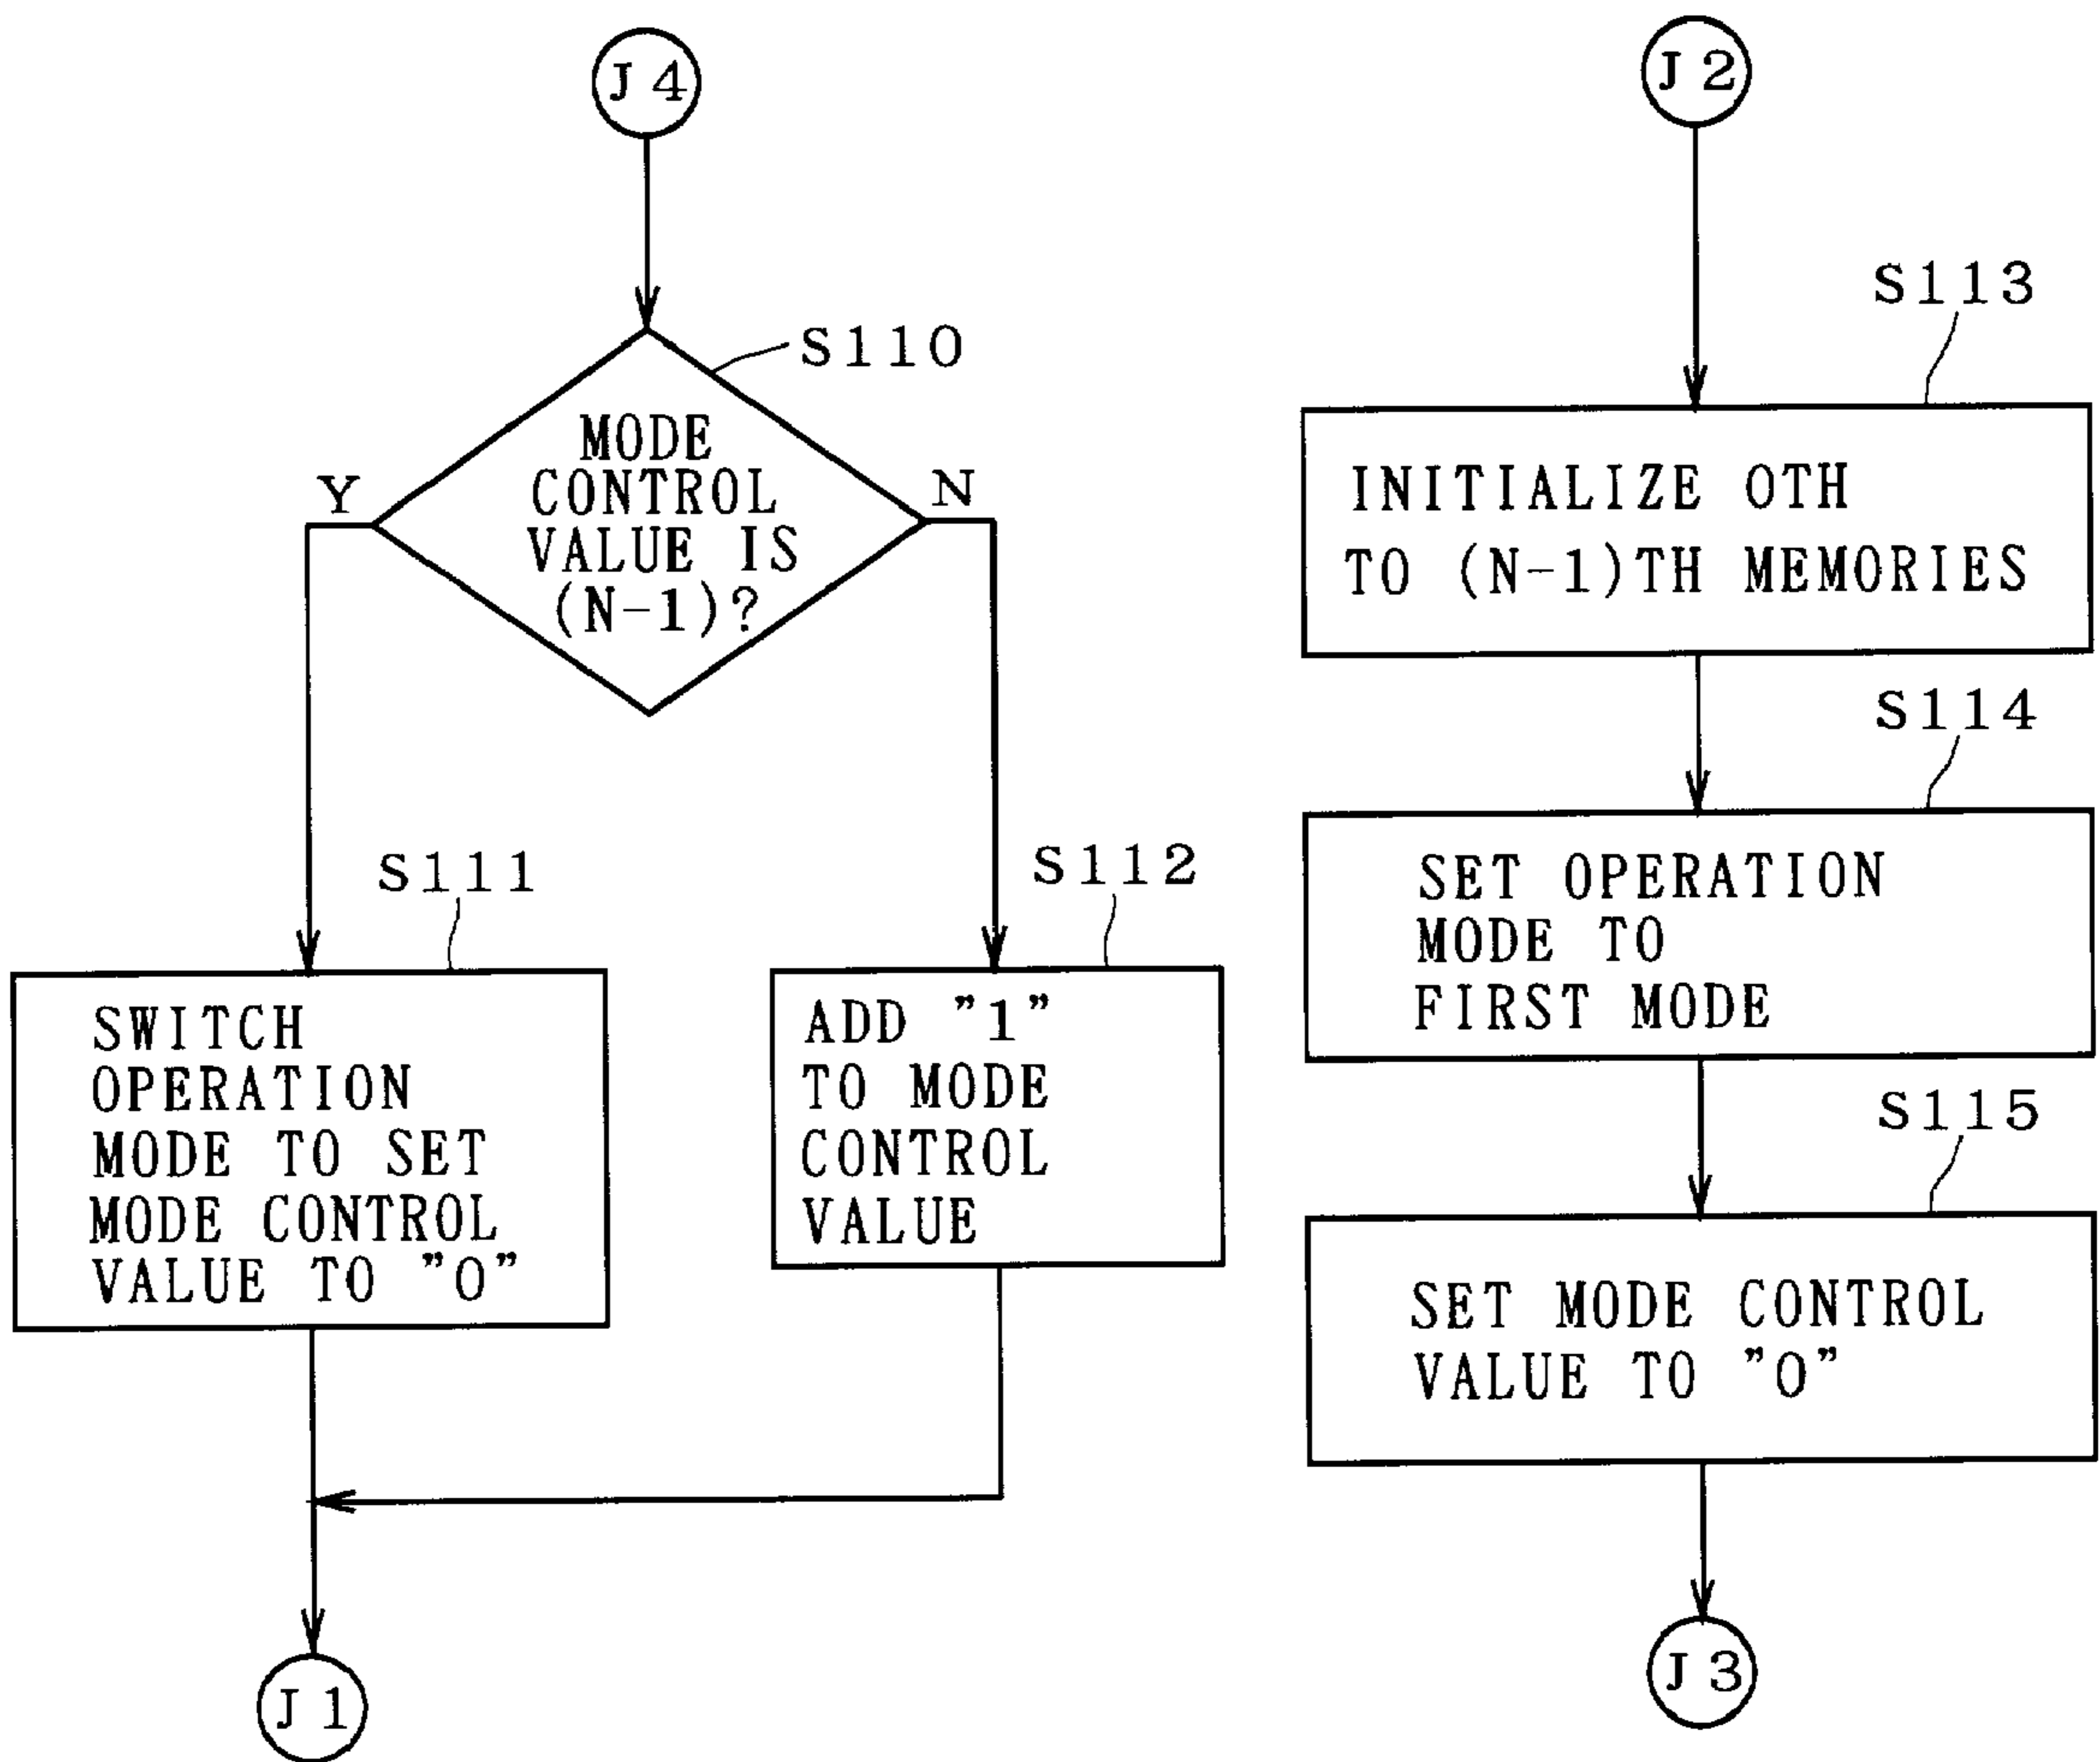 J4
S110
MODE
CONTROL
VALUE IS
(N-1)?
Y
N
S111
SWITCH
OPERATION
MODE TO SET
MODE CONTROL
VALUE TO "0"
S112
ADD "1"
TO MODE
CONTROL
VALUE
J1
J2
S113
INITIALIZE 0TH
TO (N-1)TH MEMORIES
S114
SET OPERATION
MODE TO
FIRST MODE
S115
SET MODE CONTROL
VALUE TO "0"
J3